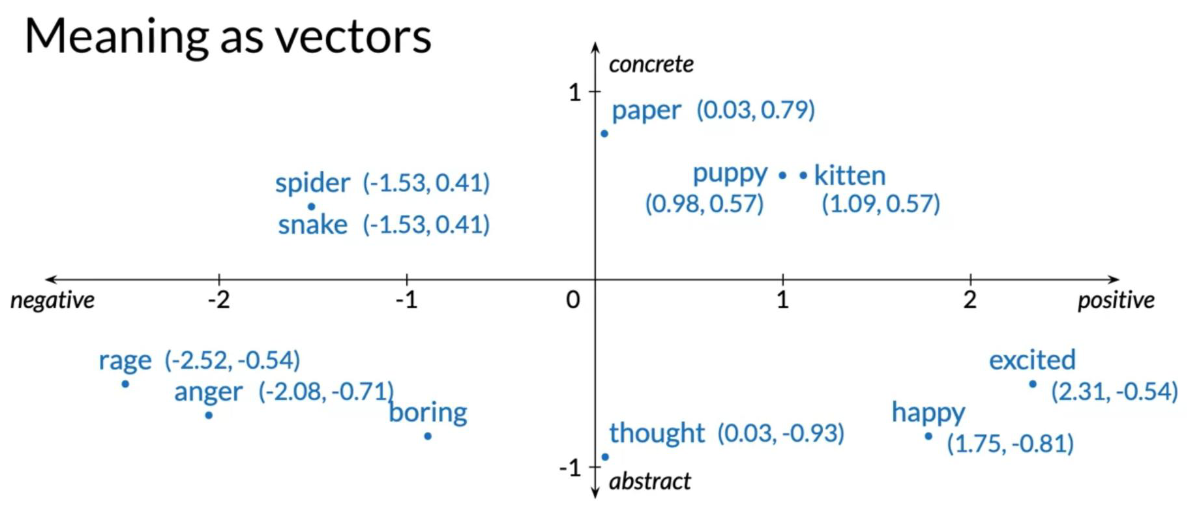 Meaning as vectors
concrete
1
paper (0.03, 0.79)
spider (-1.53, 0.41)
puppy kitten
(0.98, 0.57) (1.09, 0.57)
snake (-1.53, 0.41)
negative -2 -1 0 1 2 positive
rage (-2.52, -0.54)
excited
anger (-2.08, -0.71)
(2.31, -0.54)
boring
happy
thought (0.03, -0.93)
(1.75, -0.81)
-1
abstract